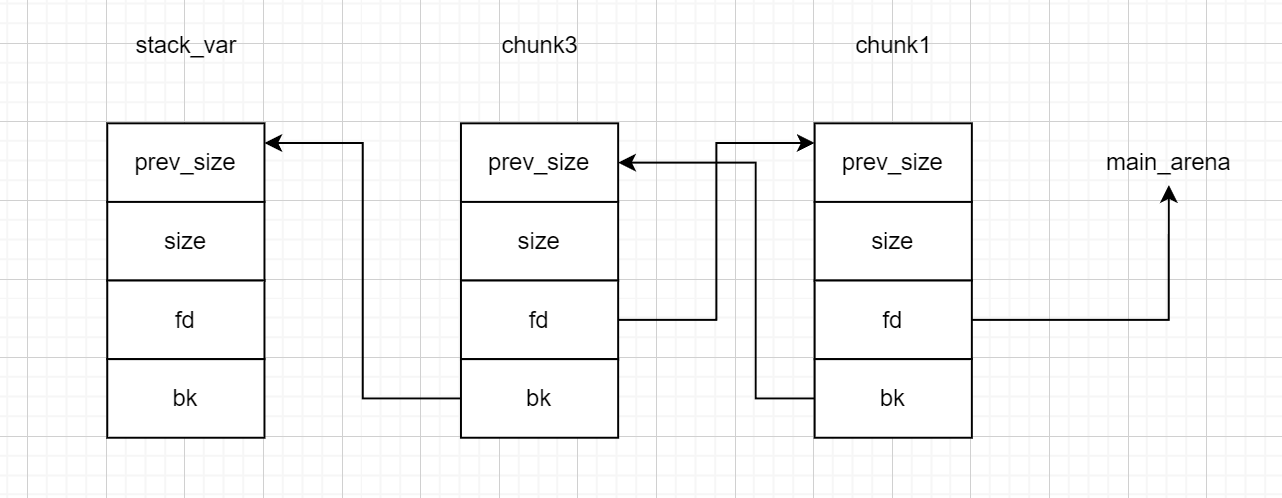 stack_var
chunk3
chunk1
prev_size
prev_size
prev_size
main_arena
size
size
size
fd
fd
fd
bk
bk
bk